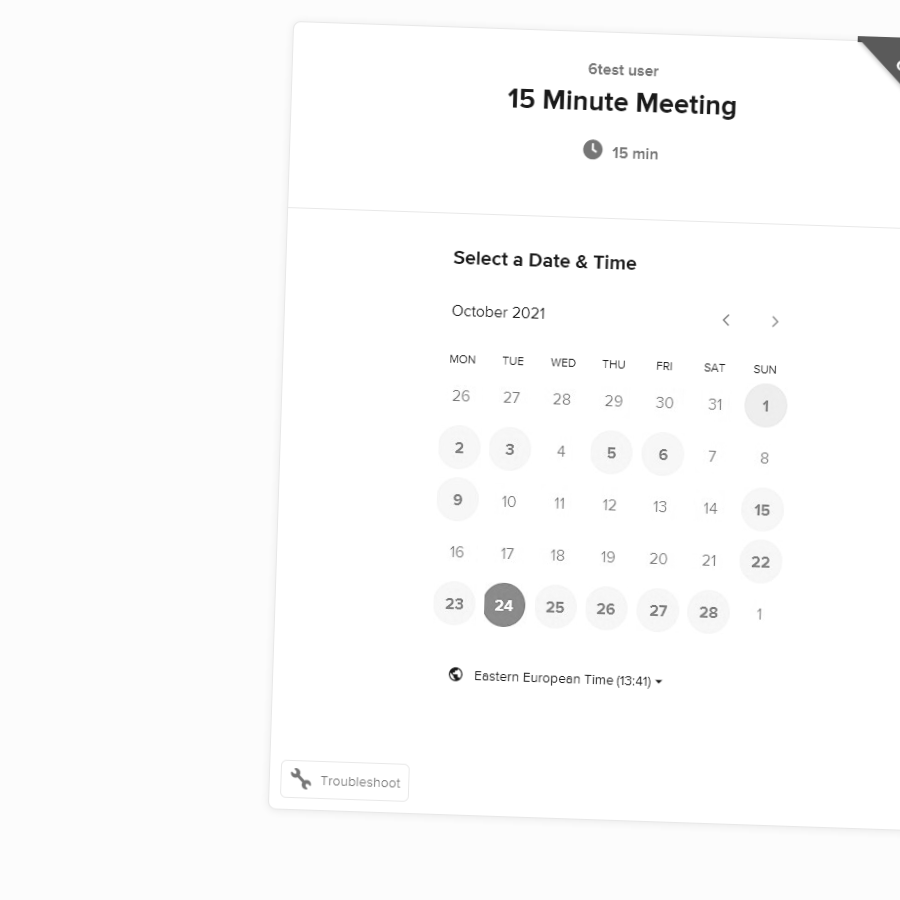 6test user
15 Minute Meeting
15 min
Select a Date & Time
October 2021
MON TUE WED THU FRI SAT SUN
26 27 28 29 30 31 1
2 3 4 5 6 7 8
9 10 11 12 13 14 15
16 17 18 19 20 21 22
23 24 25 26 27 28 1
Eastern European Time (13:41)
Troubleshoot